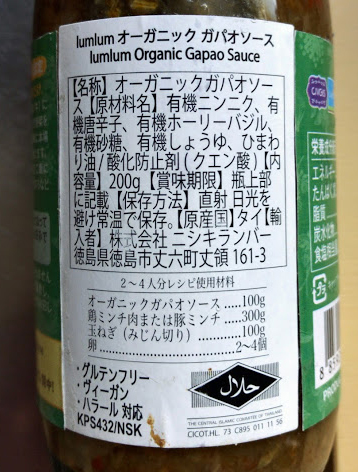 lumlum オーガニック ガパオソース
lumlum Organic Gapao Sauce
【名称】オーガニックガパオソー
ス【原材料名】有機ニンニク、有
機唐辛子、有機ホーリーバジル、
有機砂糖、有機しょうゆ、ひまわ
り油/酸化防止剤(クエン酸)【内
容量】200g【賞味期限】瓶上部
に記載【保存方法】直射日光を
避け常温で保存。【原産国】タイ【輸
入者】株式会社 ニシキランバー
徳島県徳島市丈六町丈領 161-3
2～4人分レシピ使用材料
オーガニックガパオソース.....100g
鶏ミンチ肉または豚ミンチ.....300g
玉ねぎ(みじん切り)..............100g
卵.......................................2~4個
・グルテンフリー
・ヴィーガン
・ハラール 対応
KPS432/NSK
حلال
THE CENTRAL ISLAMIC COMMITTEE OF THAILAND
CICOT.HL. 73 C895 011 11 56
栄養成分
エネルギー
たんぱく
脂質
炭水化
食塩相